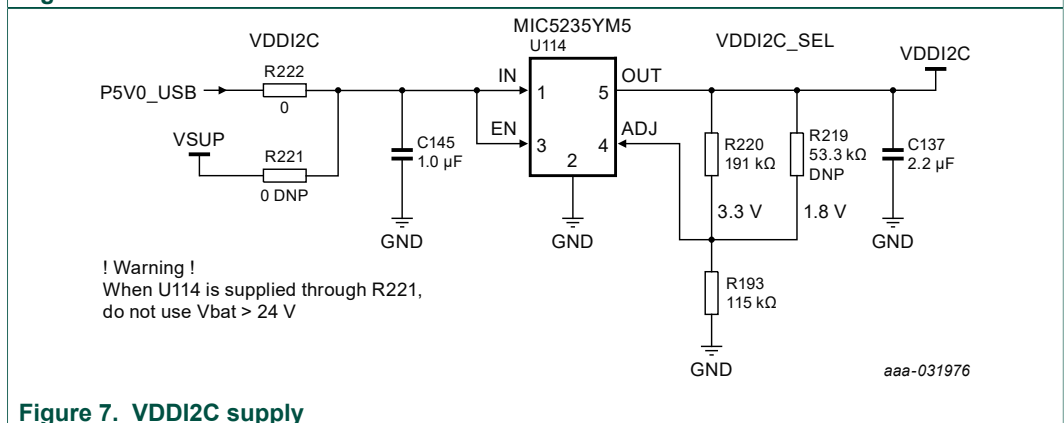 MIC5235YM5
VDDI2C
U114
VDDI2C_SEL
VDDI2C
R222
P5V0_USB
0
IN
1
5
OUT
VSUP
R221
0 DNP
C145
1.0 µF
EN
3
4
ADJ
2
R220
191 kΩ
R219
53.3 kΩ
DNP
C137
2.2 µF
3.3 V
1.8 V
GND
GND
GND
! Warning !
When U114 is supplied through R221,
do not use Vbat > 24 V
R193
115 kΩ
GND
aaa-031976
Figure 7. VDDI2C supply